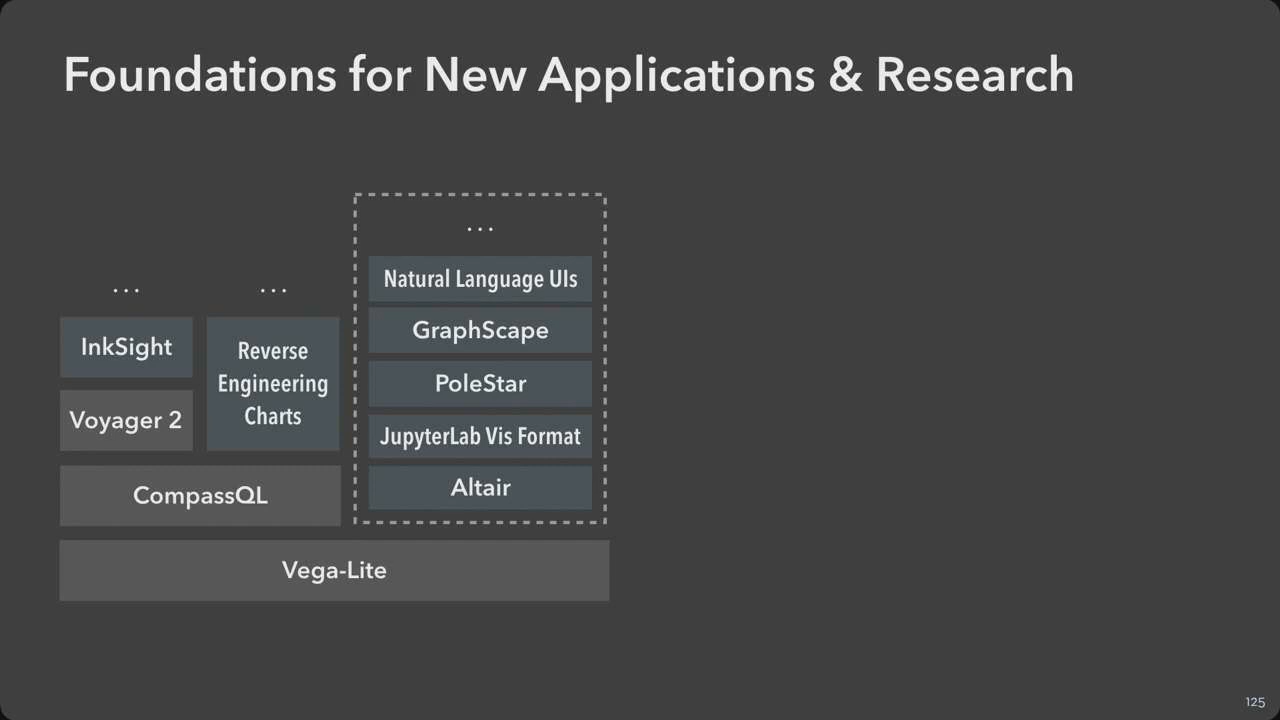 Foundations for New Applications & Research
...
Natural Language UIs
GraphScape
PoleStar
JupyterLab Vis Format
Altair
...
InkSight
Voyager 2
...
Reverse
Engineering
Charts
CompassQL
Vega-Lite
125